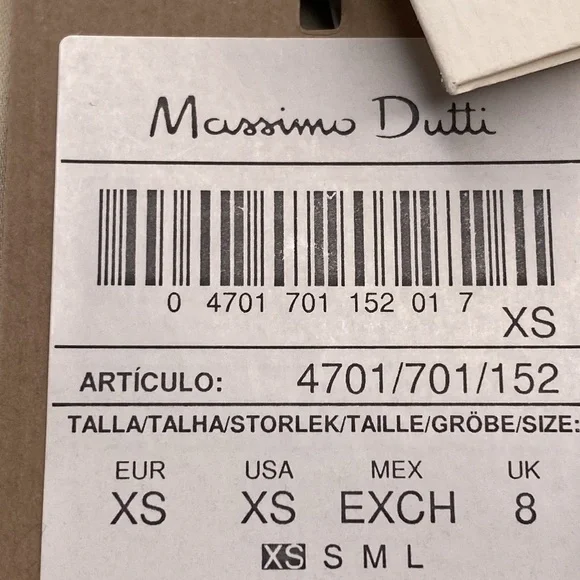 Massimo Dutti
0 4701 701 152 01 7
XS
ARTÍCULO: 4701/701/152
TALLA/TALHA/STORLEK/TAILLE/GRÖBE/SIZE:
EUR USA MEX UK
XS XS EXCH 8
XS S M L